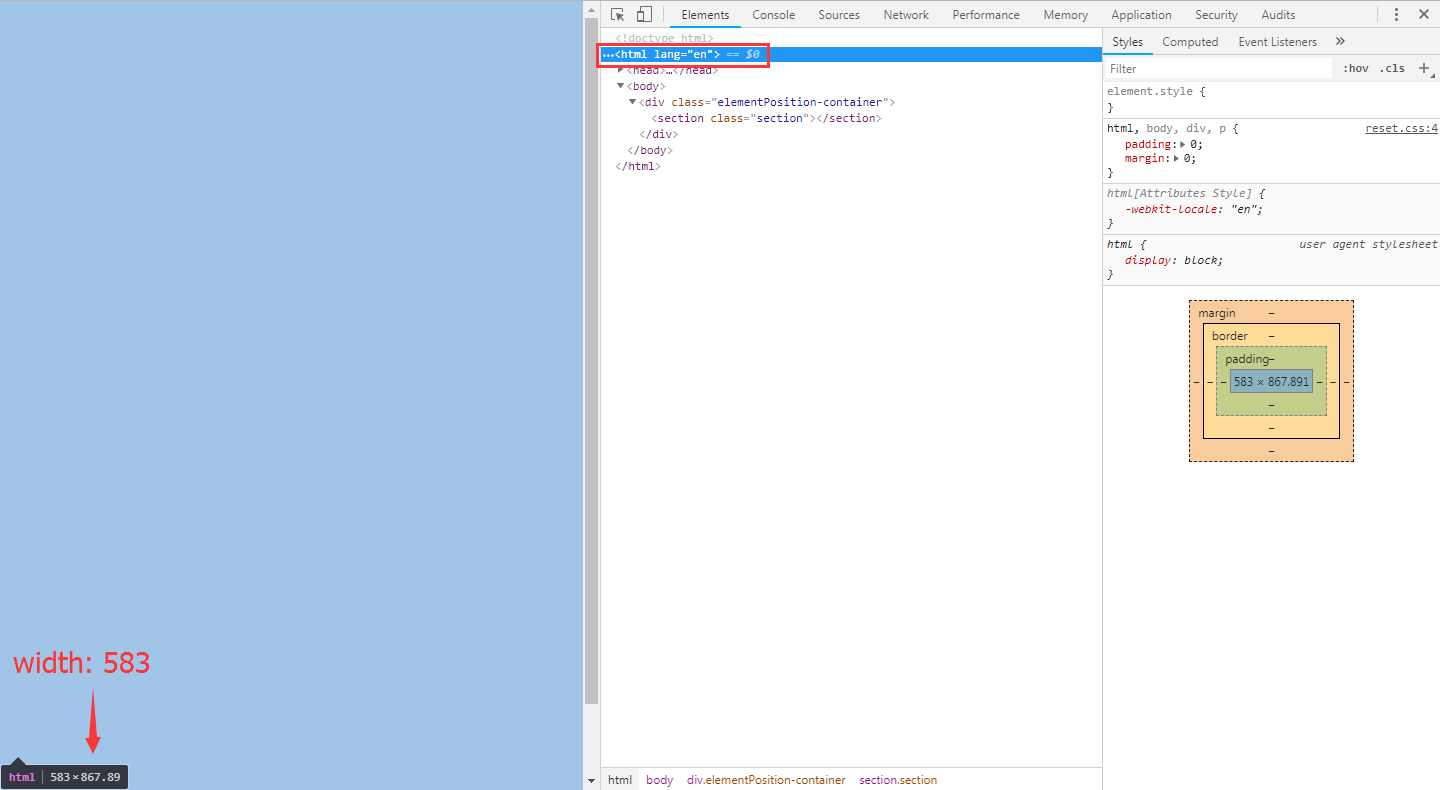 Elements Console Sources Network Performance Memory Application Security Audits
<!doctype html>
…<html lang="en"> == $0
<head>…</head>
<body>
<div class="elementPosition-container">
<section class="section"></section>
</div>
</body>
</html>
Styles Computed Event Listeners »
Filter :hov .cls +
element.style {
}
html, body, div, p { reset.css:4
padding: 0;
margin: 0;
}
html[Attributes Style] {
-webkit-locale: "en";
}
html { user agent stylesheet
display: block;
}
margin –
border –
padding–
– – – 583 × 867.891 – – –
–
–
–
width: 583
html 583×867.89
html body div.elementPosition-container section.section